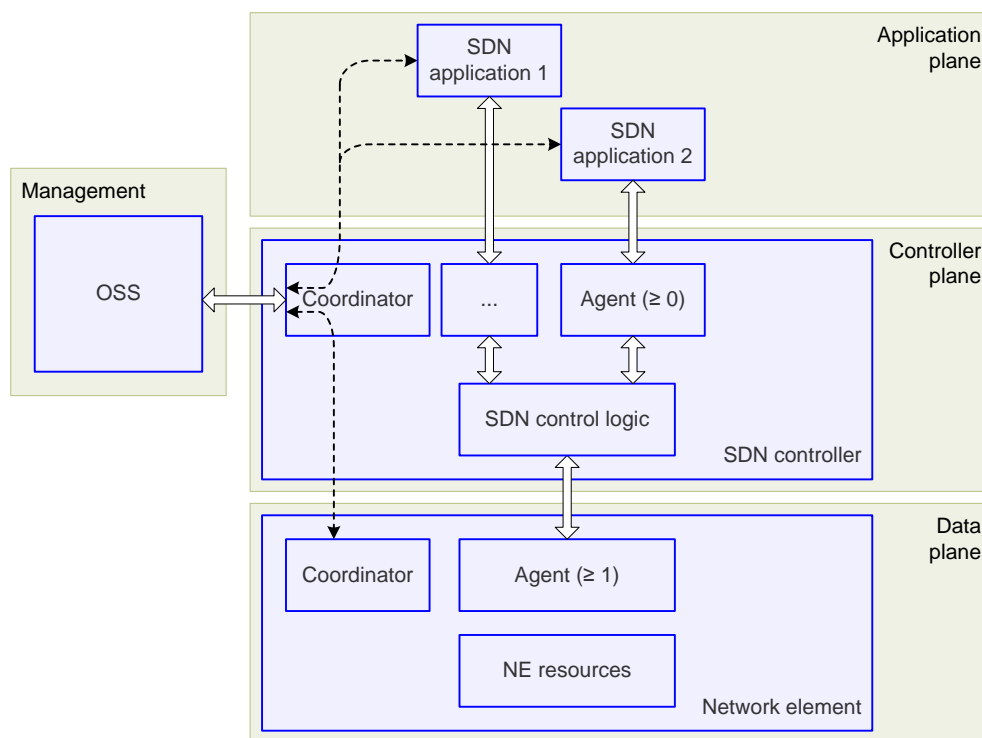 SDN
application 1
Application
plane
SDN
application 2
Management
OSS
Controller
plane
Coordinator
...
Agent (≥ 0)
SDN control logic
SDN controller
Data
plane
Coordinator
Agent (≥ 1)
NE resources
Network element